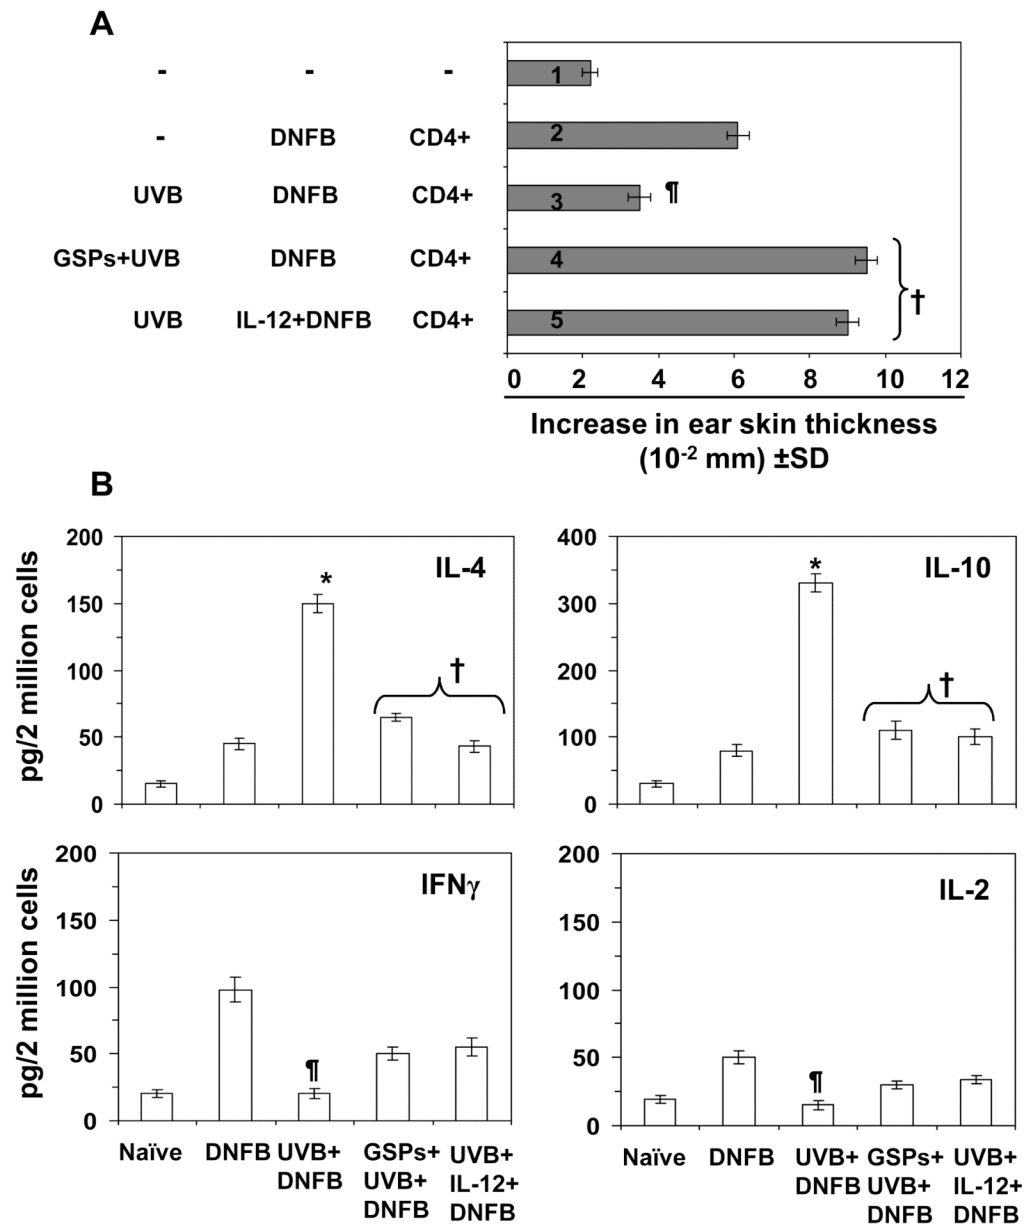 A
- - - 1
- DNFB CD4+ 2
UVB DNFB CD4+ 3 ¶
GSPs+UVB DNFB CD4+ 4
UVB IL-12+DNFB CD4+ 5
†
0 2 4 6 8 10 12
Increase in ear skin thickness
(10⁻² mm) ±SD
B
pg/2 million cells
200
150
100
50
0
IL-4
*
†
400
300
200
100
0
IL-10
*
†
pg/2 million cells
200
150
100
50
0
IFNγ
¶
Naïve DNFB UVB+ GSPs+ UVB+
DNFB UVB+ IL-12+
DNFB DNFB
200
150
100
50
0
IL-2
¶
Naïve DNFB UVB+ GSPs+ UVB+
DNFB UVB+ IL-12+
DNFB DNFB